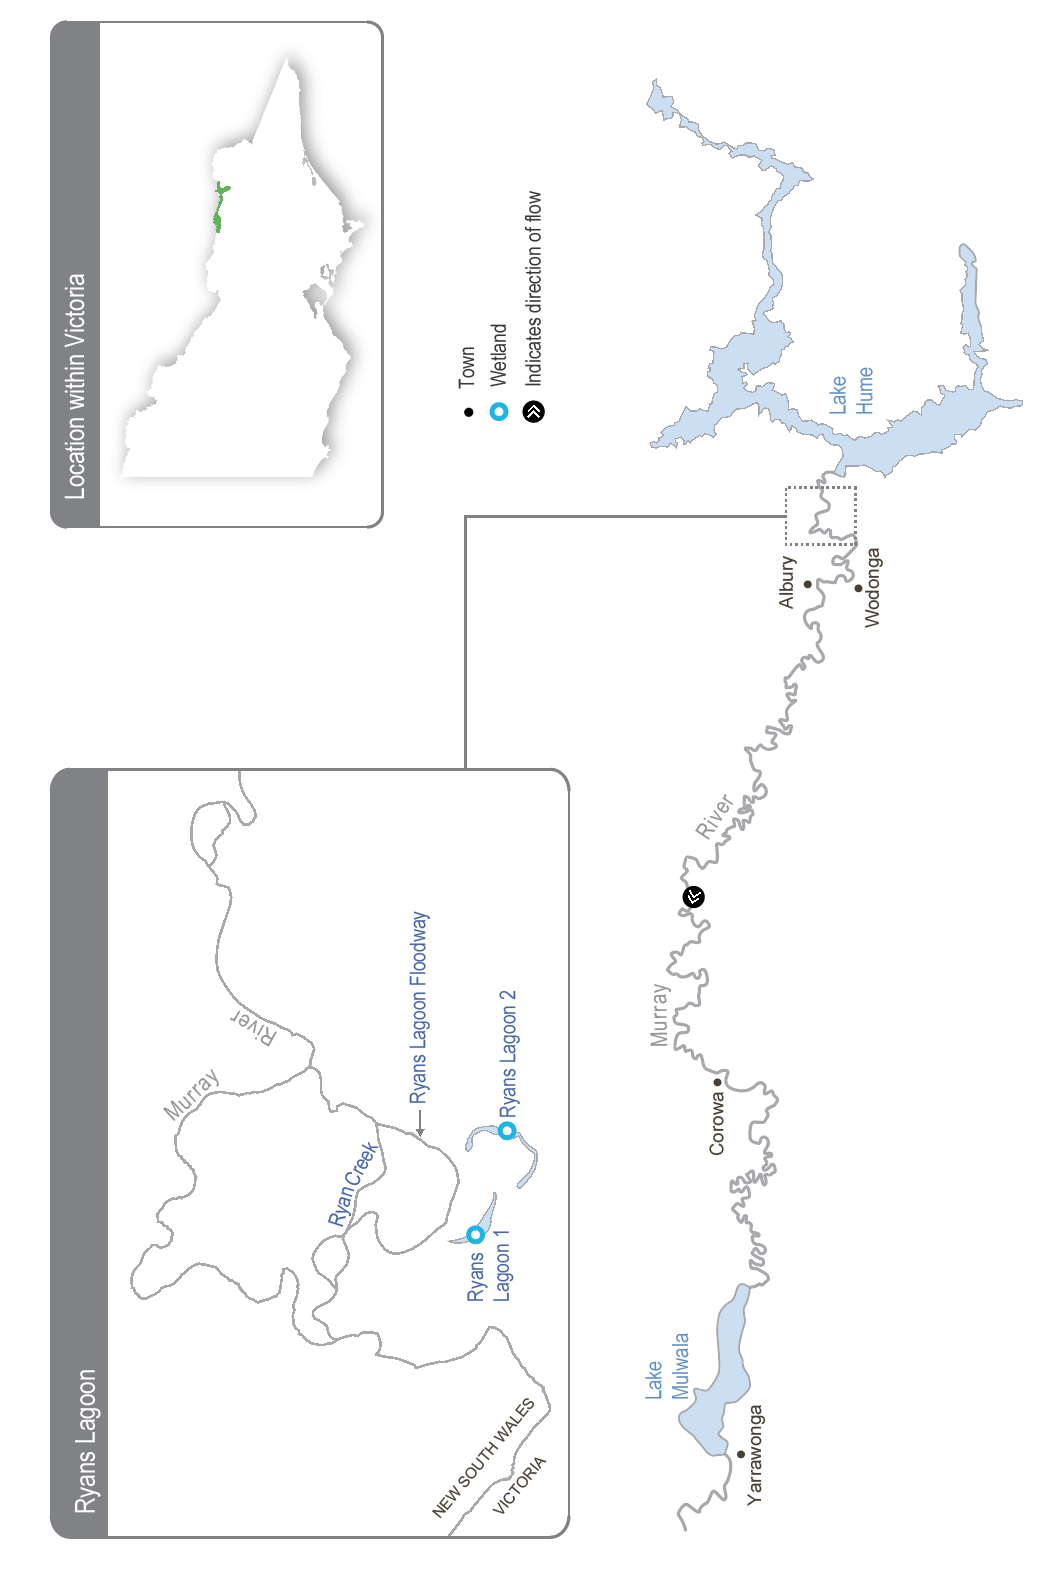 Ryans Lagoon
Murray
River
Ryan Creek
Ryans Lagoon Floodway
Ryans
Lagoon 1
Ryans Lagoon 2
NEW SOUTH WALES
VICTORIA
Location within Victoria
Town
Wetland
Indicates direction of flow
Lake
Mulwala
Yarrawonga
Corowa
Murray
River
Albury
Wodonga
Lake
Hume